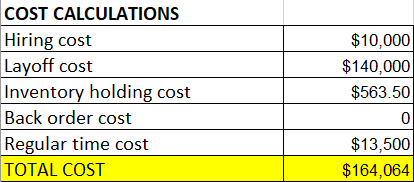 COST CALCULATIONS
Hiring cost $10,000
Layoff cost $140,000
Inventory holding cost $563.50
Back order cost 0
Regular time cost $13,500
TOTAL COST $164,064